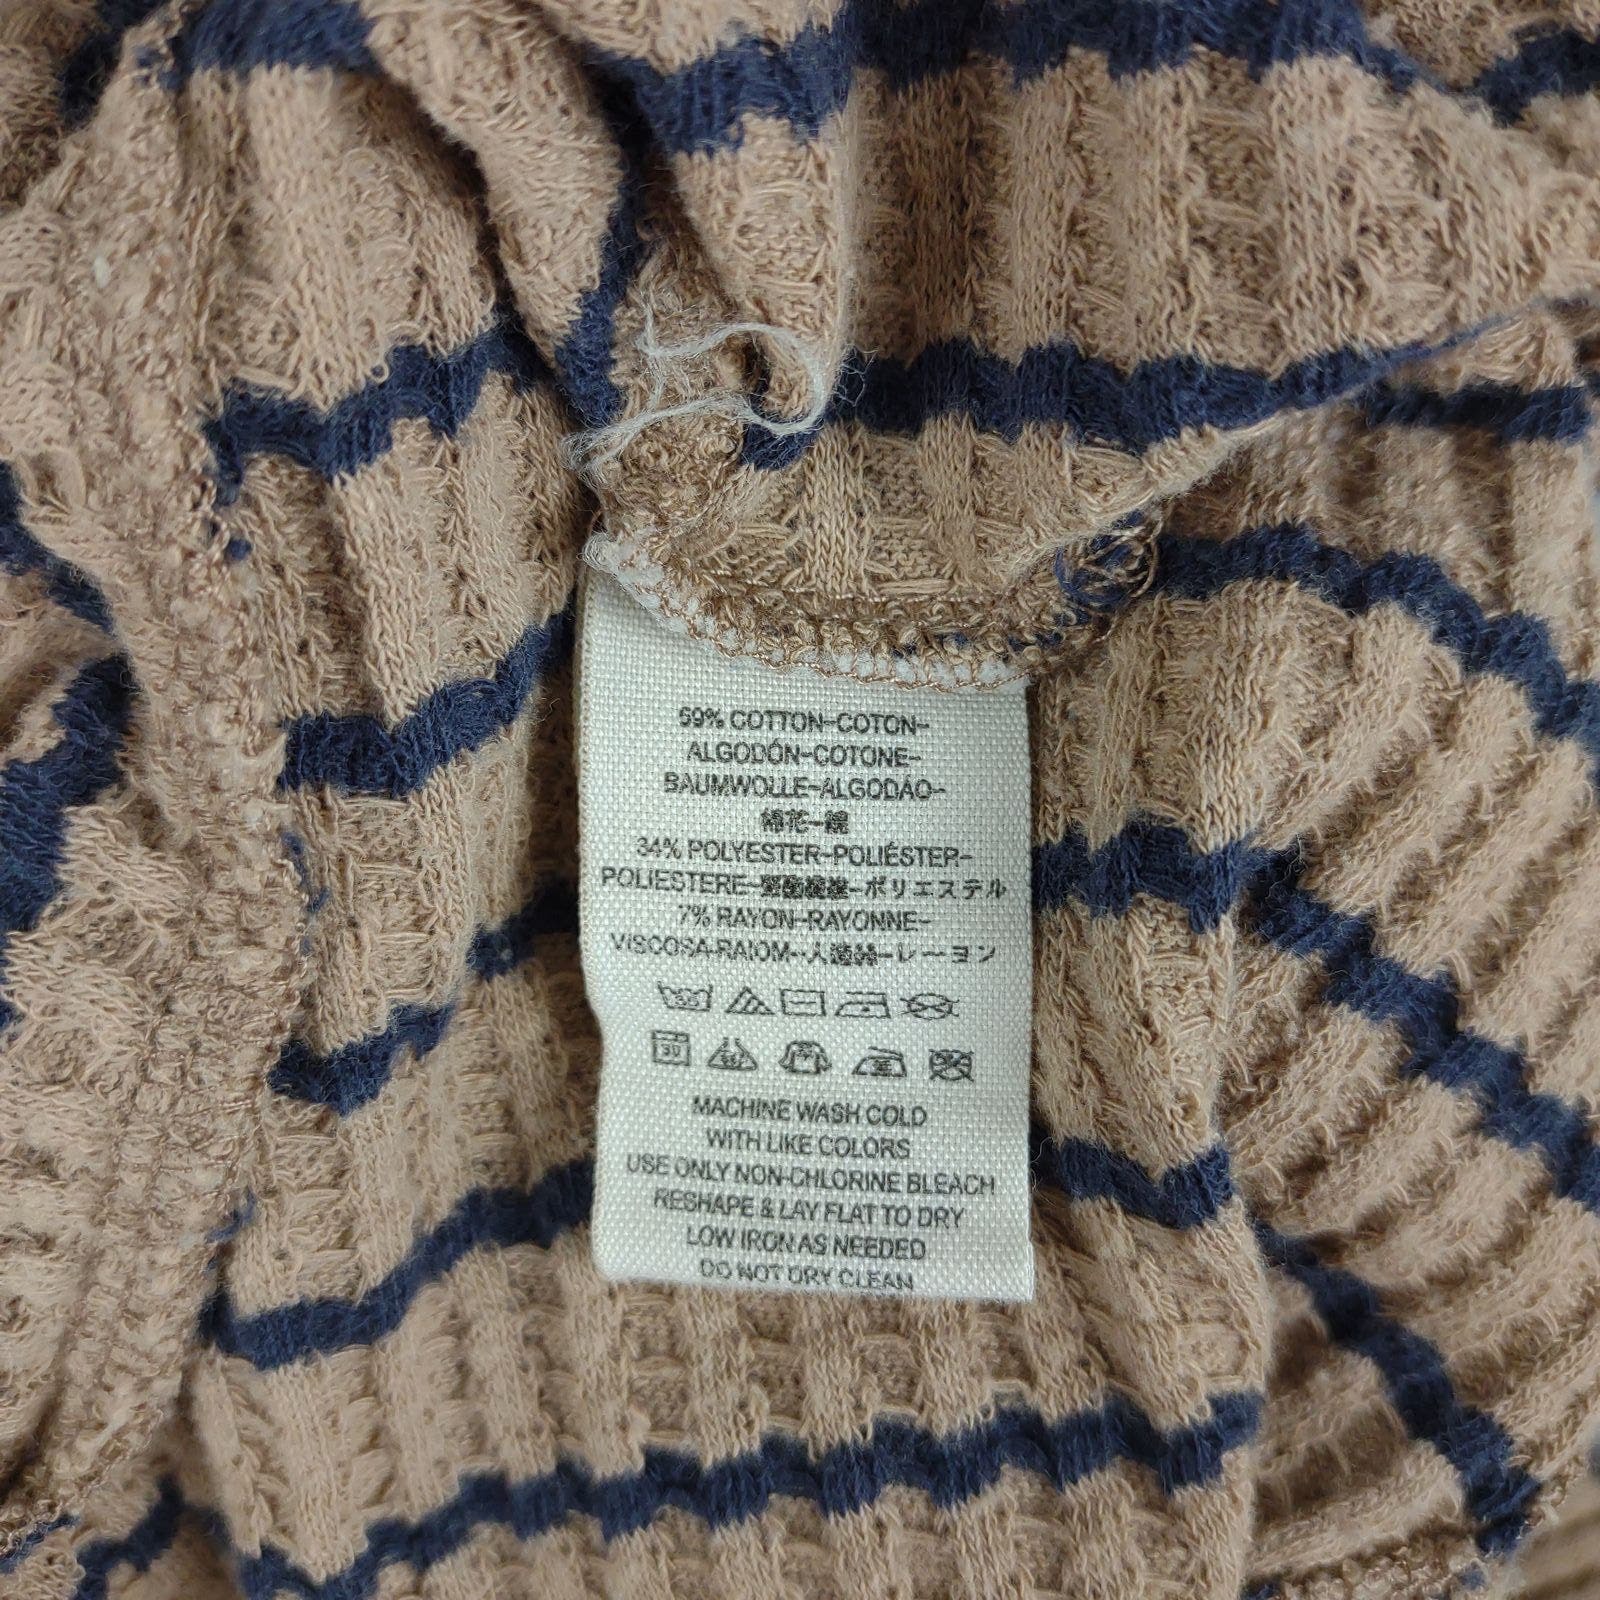 59% COTTON-COTON-
ALGODÓN-COTONE-
BAUMWOLLE-ALGODÃO-
棉花-綿
34% POLYESTER-POLIÉSTER-
POLIESTERE-聚酯纖維-ポリエステル
7% RAYON-RAYONNE-
VISCOSA-RAIOM-人造絲-レーヨン
30
MACHINE WASH COLD
WITH LIKE COLORS
USE ONLY NON-CHLORINE BLEACH
RESHAPE & LAY FLAT TO DRY
LOW IRON AS NEEDED
DO NOT DRY CLEAN